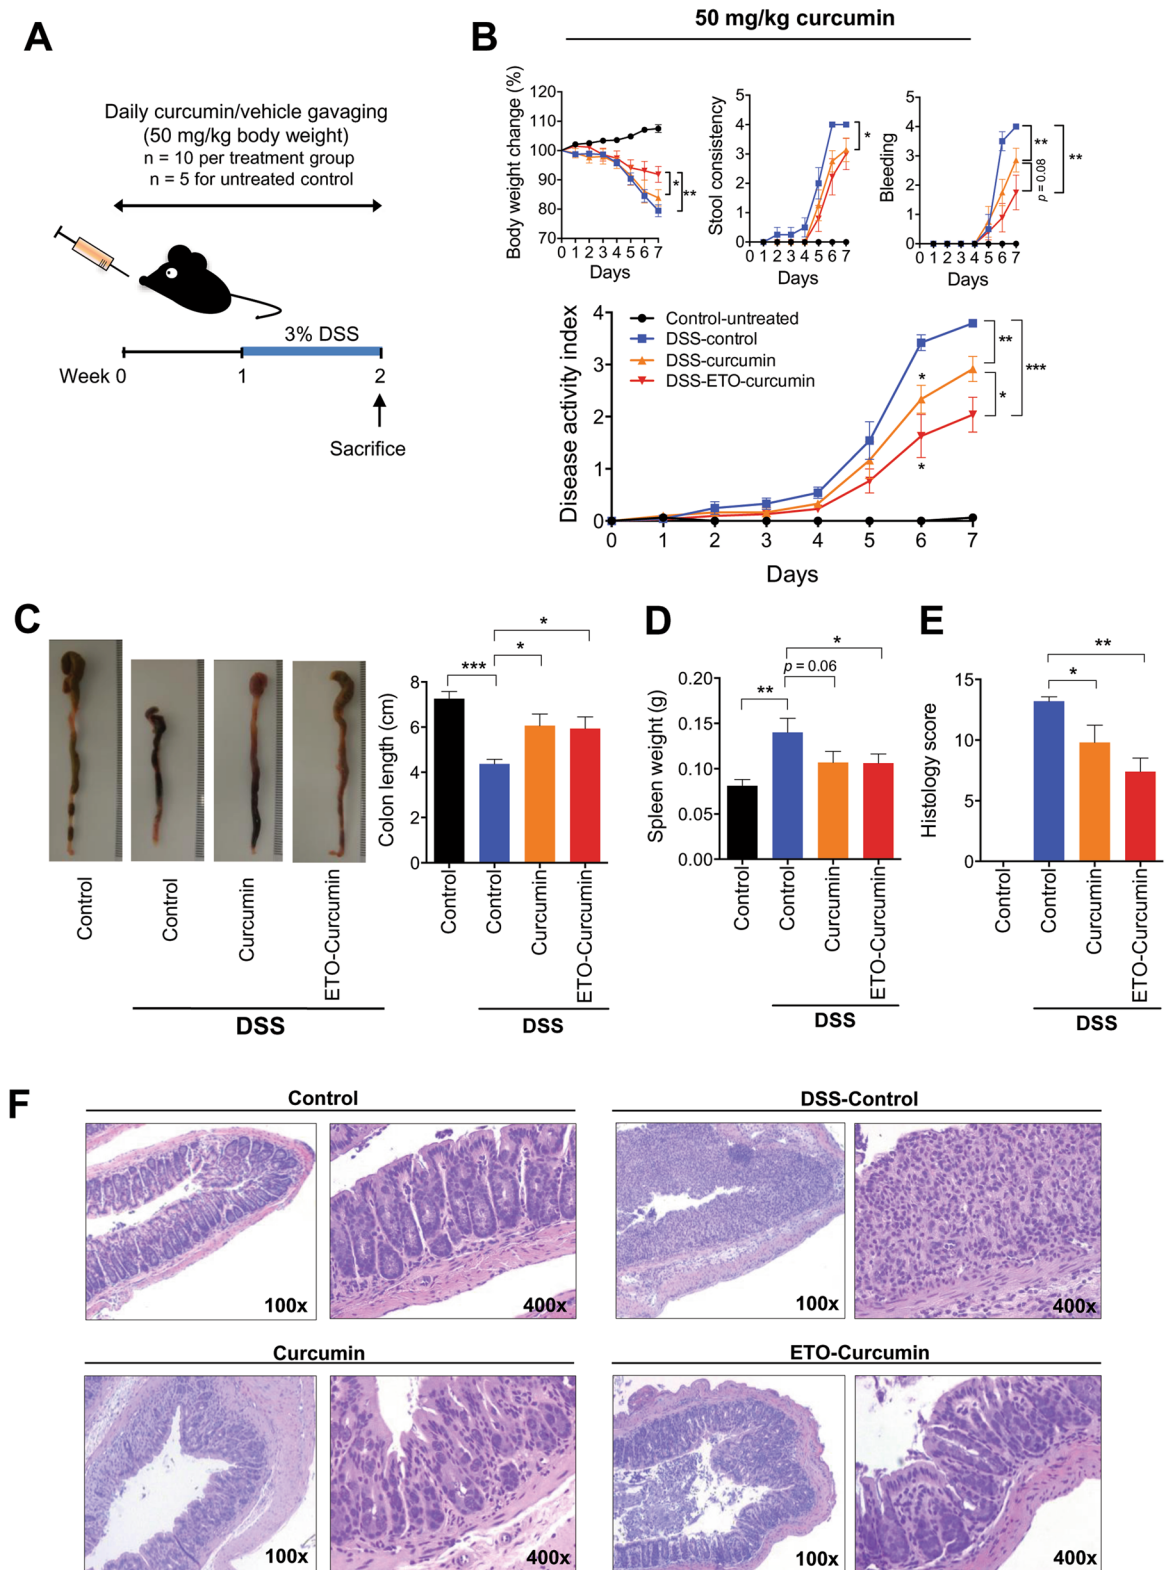 A
Daily curcumin/vehicle gavaging
(50 mg/kg body weight)
n = 10 per treatment group
n = 5 for untreated control
3% DSS
Week 0
1
2
Sacrifice
B
50 mg/kg curcumin
Body weight change (%)
120
110
100
90
80
70
0 1 2 3 4 5 6 7
Days
*
**
Stool consistency
5
4
3
2
1
0
0 1 2 3 4 5 6 7
Days
*
Bleeding
5
4
3
2
1
0
0 1 2 3 4 5 6 7
Days
**
p = 0.08
**
Disease activity index
4
3
2
1
0
0 1 2 3 4 5 6 7
Days
Control-untreated
DSS-control
DSS-curcumin
DSS-ETO-curcumin
*
*
**
*
***
C
Control
Control
Curcumin
ETO-Curcumin
DSS
Colon length (cm)
8
6
4
2
0
***
*
*
Control
Control
Curcumin
ETO-Curcumin
DSS
D
Spleen weight (g)
0.20
0.15
0.10
0.05
0.00
**
p = 0.06
*
Control
Control
Curcumin
ETO-Curcumin
DSS
E
Histology score
15
10
5
0
*
**
Control
Control
Curcumin
ETO-Curcumin
DSS
F
Control
100x
400x
DSS-Control
100x
400x
Curcumin
100x
400x
ETO-Curcumin
100x
400x